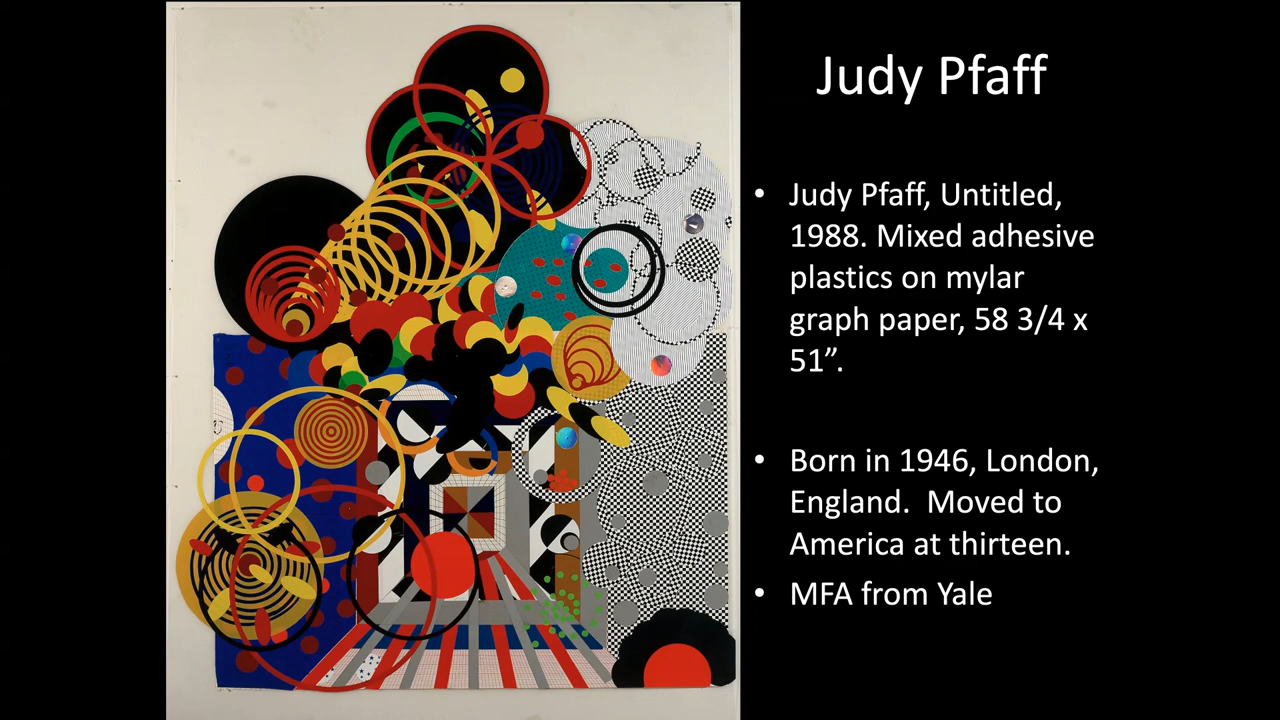 Judy Pfaff
• Judy Pfaff, Untitled,
1988. Mixed adhesive
plastics on mylar
graph paper, 58 3/4 x
51”.
• Born in 1946, London,
England.  Moved to
America at thirteen.
• MFA from Yale